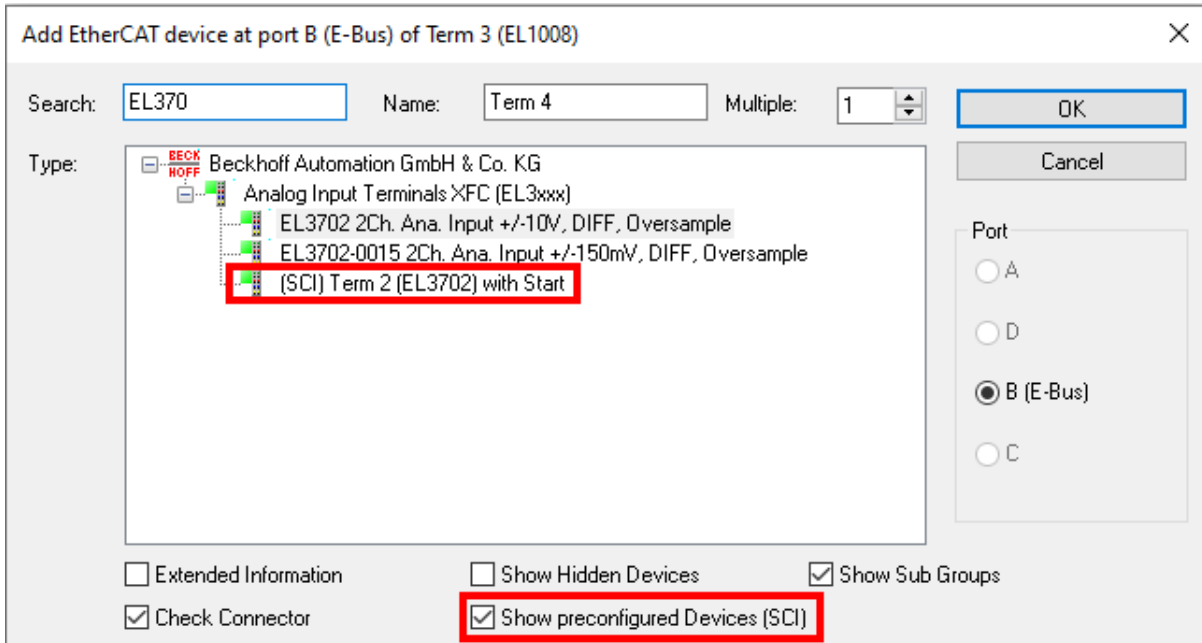 Add EtherCAT device at port B (E-Bus) of Term 3 (EL1008)
Search: EL370 Name: Term 4 Multiple: 1 OK
Type: BECKHOFF Beckhoff Automation GmbH & Co. KG Cancel
Analog Input Terminals XFC (EL3xxx)
EL3702 2Ch. Ana. Input +/-10V, DIFF, Oversample
EL3702-0015 2Ch. Ana. Input +/-150mV, DIFF, Oversample
(SCI) Term 2 (EL3702) with Start
Port
A
D
B (E-Bus)
C
Extended Information Show Hidden Devices Show Sub Groups
Check Connector Show preconfigured Devices (SCI)